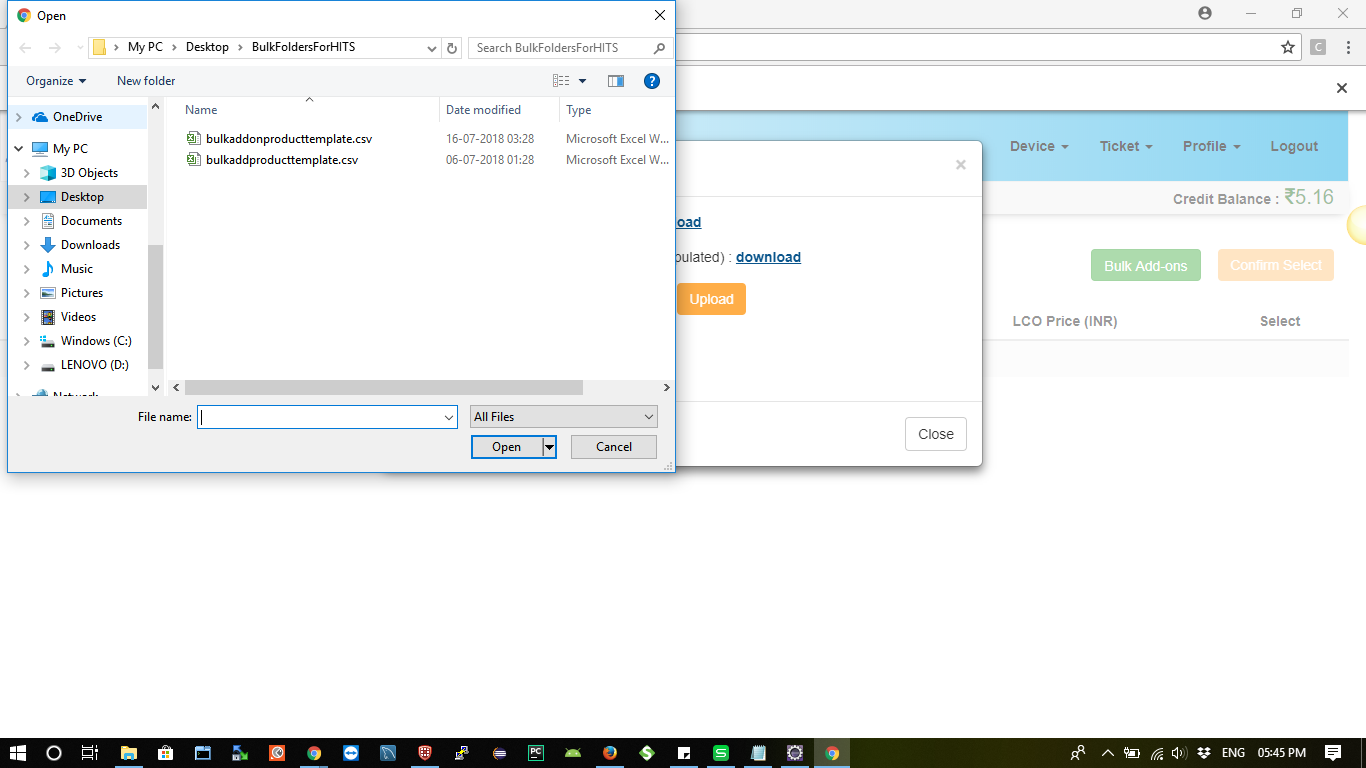 Open
My PC
Desktop
BulkFoldersForHITS
Search BulkFoldersForHITS
Organize
New folder
Name
Date modified
Type
OneDrive
My PC
3D Objects
Desktop
Documents
Downloads
Music
Pictures
Videos
Windows (C:)
LENOVO (D:)
Network
bulkaddonproducttemplate.csv 16-07-2018 03:28 Microsoft Excel W...
bulkaddproducttemplate.csv 06-07-2018 01:28 Microsoft Excel W...
File name:
All Files
Open
Cancel
C
Device
Ticket
Profile
Logout
Credit Balance : ₹5.16
×
oad
pulated) : download
Upload
Close
Bulk Add-ons
Confirm Select
LCO Price (INR)
Select
PC
S
ENG
05:45 PM